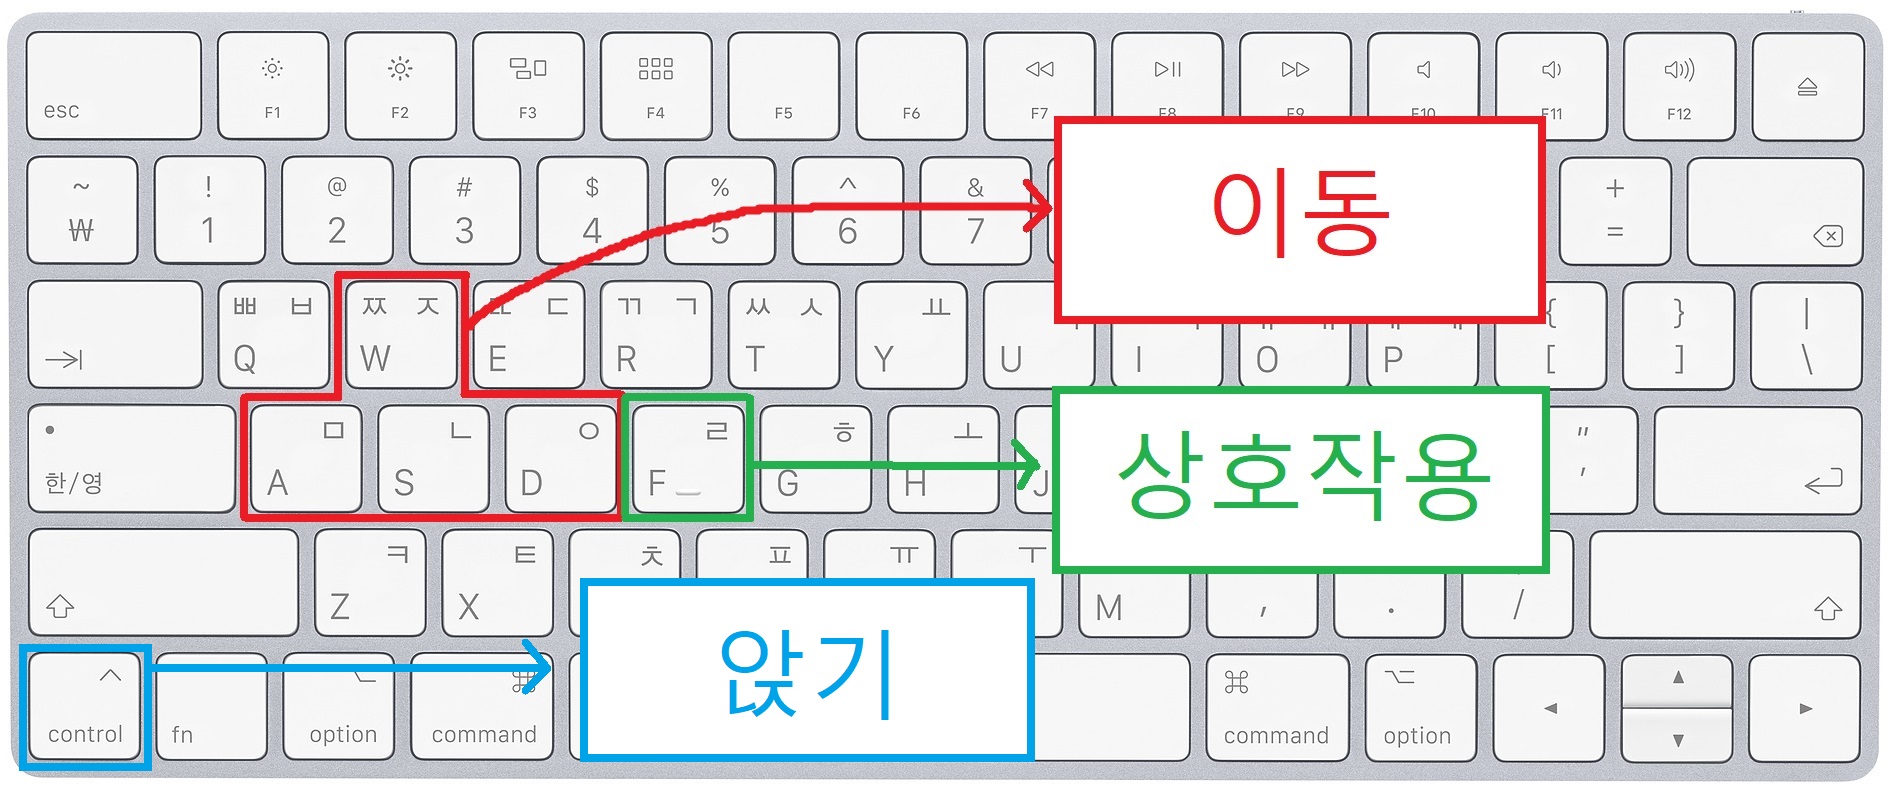 esc F1 F2 F3 F4 F5 F6 F7 F8 F9 F10 F11 F12
~ ! @ # $ % ^ & +
₩ 1 2 3 4 5 6 7 =
이동
ㅃ ㅂ ㅉ ㅈ ㄷ ㄲ ㄱ ㅆ ㅅ ㅛ { } |
Q W E R T Y U I O P [ ] \
ㅁ ㄴ ㅇ ㄹ ㅎ ㅗ "
한/영 A S D F G H J '
상호작용
ㅋ ㅌ ㅊ ㅍ ㅠ ㅜ
Z X M , . /
앉기
control fn option command command option